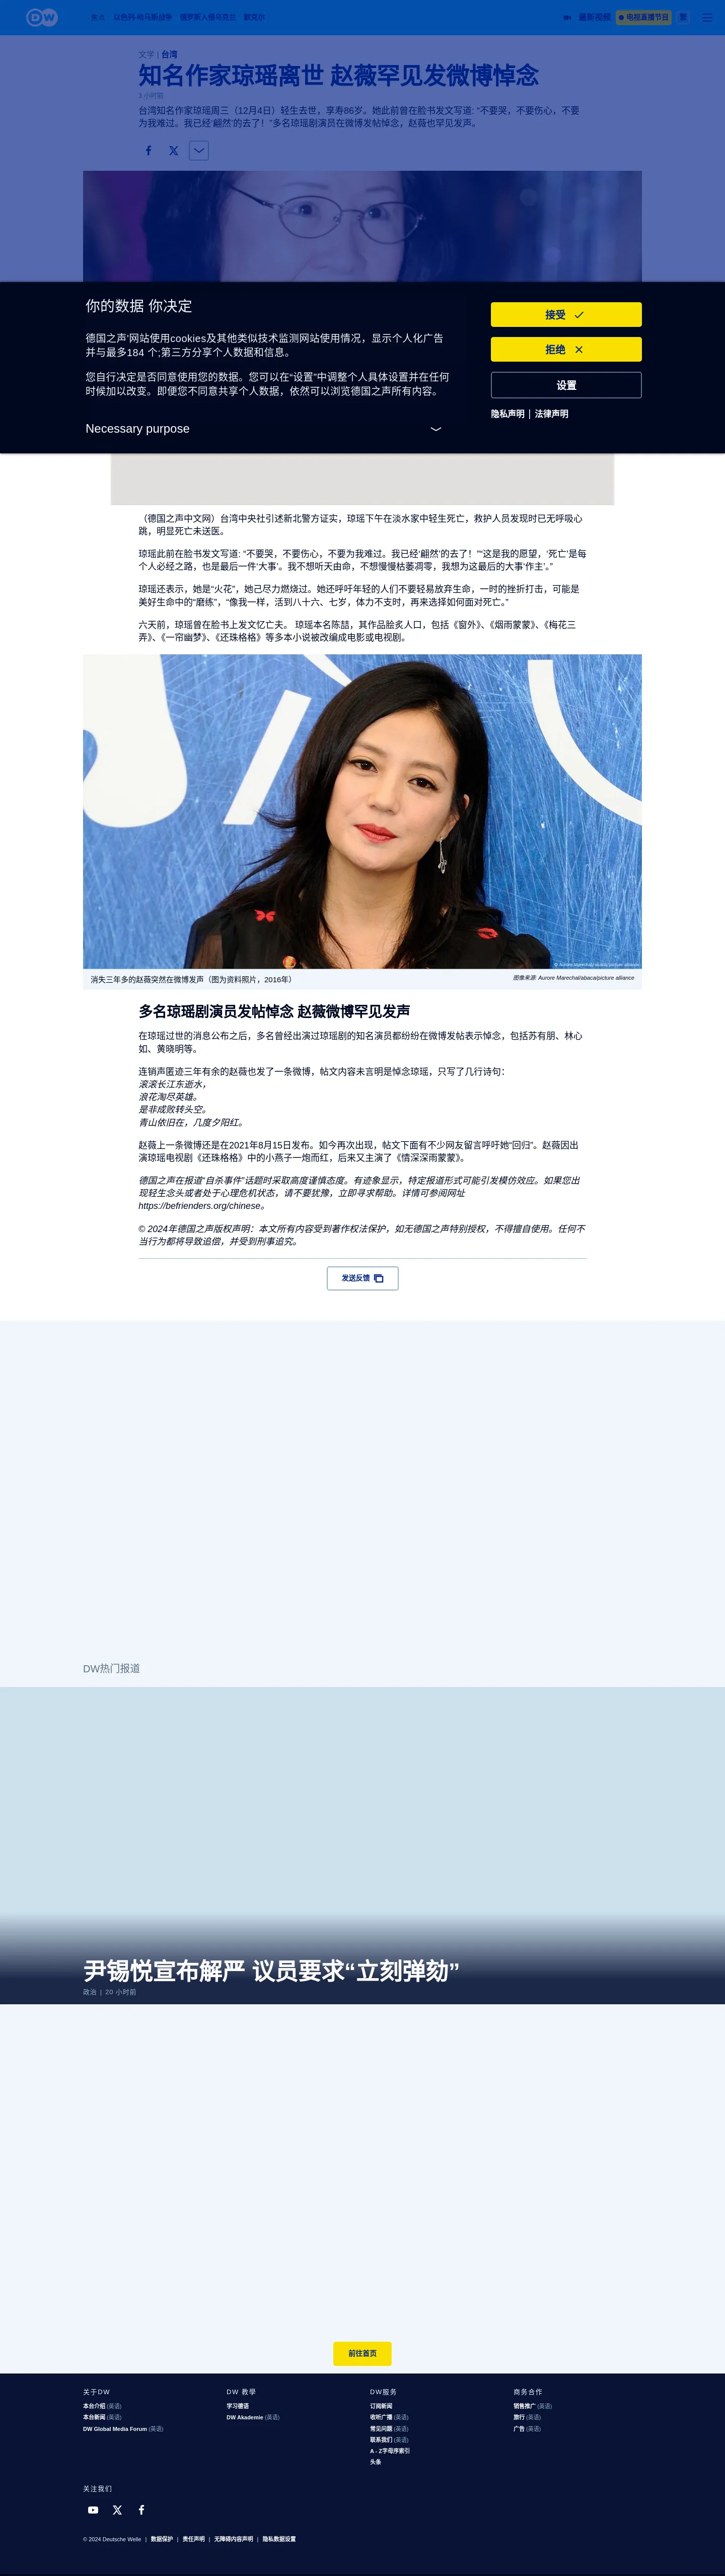 DW
焦点 以色列-哈马斯战争 俄罗斯入侵乌克兰 默克尔
最新视频 电视直播节目 繁
文学 | 台湾
知名作家琼瑶离世 赵薇罕见发微博悼念
3 小时前
台湾知名作家琼瑶周三（12月4日）轻生去世，享寿86岁。她此前曾在脸书发文写道: “不要哭，不要伤心，不要
为我难过。我已经‘翩然’的去了！”多名琼瑶剧演员在微博发帖悼念，赵薇也罕见发声。
你的数据 你决定
德国之声'网站使用cookies及其他类似技术监测网站使用情况，显示个人化广告
并与最多184 个;第三方分享个人数据和信息。
您自行决定是否同意使用您的数据。您可以在“设置”中调整个人具体设置并在任何
时候加以改变。即便您不同意共享个人数据，依然可以浏览德国之声所有内容。
Necessary purpose
接受
拒绝
设置
隐私声明 | 法律声明
（德国之声中文网）台湾中央社引述新北警方证实，琼瑶下午在淡水家中轻生死亡，救护人员发现时已无呼吸心
跳，明显死亡未送医。
琼瑶此前在脸书发文写道: “不要哭，不要伤心，不要为我难过。我已经‘翩然’的去了！”“这是我的愿望，‘死亡’是每
个人必经之路，也是最后一件‘大事’。我不想听天由命，不想慢慢枯萎凋零，我想为这最后的大事‘作主’。”
琼瑶还表示，她是“火花”，她己尽力燃烧过。她还呼吁年轻的人们不要轻易放弃生命，一时的挫折打击，可能是
美好生命中的“磨练”，“像我一样，活到八十六、七岁，体力不支时，再来选择如何面对死亡。”
六天前，琼瑶曾在脸书上发文忆亡夫。 琼瑶本名陈喆，其作品脍炙人口，包括《窗外》、《烟雨蒙蒙》、《梅花三
弄》、《一帘幽梦》、《还珠格格》等多本小说被改编成电影或电视剧。
© Aurore Marechal/abaca/picture alliance
消失三年多的赵薇突然在微博发声（图为资料照片，2016年）
图像来源: Aurore Marechal/abaca/picture alliance
多名琼瑶剧演员发帖悼念 赵薇微博罕见发声
在琼瑶过世的消息公布之后，多名曾经出演过琼瑶剧的知名演员都纷纷在微博发帖表示悼念，包括苏有朋、林心
如、黄晓明等。
连销声匿迹三年有余的赵薇也发了一条微博，帖文内容未言明是悼念琼瑶，只写了几行诗句：
滚滚长江东逝水，
浪花淘尽英雄。
是非成败转头空。
青山依旧在，几度夕阳红。
赵薇上一条微博还是在2021年8月15日发布。如今再次出现，帖文下面有不少网友留言呼吁她“回归”。赵薇因出
演琼瑶电视剧《还珠格格》中的小燕子一炮而红，后来又主演了《情深深雨蒙蒙》。
德国之声在报道“自杀事件”话题时采取高度谨慎态度。有迹象显示，特定报道形式可能引发模仿效应。如果您出
现轻生念头或者处于心理危机状态，请不要犹豫，立即寻求帮助。详情可参阅网址
https://befrienders.org/chinese。
© 2024年德国之声版权声明：本文所有内容受到著作权法保护，如无德国之声特别授权，不得擅自使用。任何不
当行为都将导致追偿，并受到刑事追究。
发送反馈
DW热门报道
尹锡悦宣布解严 议员要求“立刻弹劾”
政治 | 20 小时前
前往首页
关于DW
本台介绍 (英语)
本台新闻 (英语)
DW Global Media Forum (英语)
DW 教學
学习德语
DW Akademie (英语)
DW服务
订阅新闻
收听广播 (英语)
常见问题 (英语)
联系我们 (英语)
A - Z字母序索引
头条
商务合作
销售推广 (英语)
旅行 (英语)
广告 (英语)
关注我们
© 2024 Deutsche Welle | 数据保护 | 责任声明 | 无障碍内容声明 | 隐私数据设置